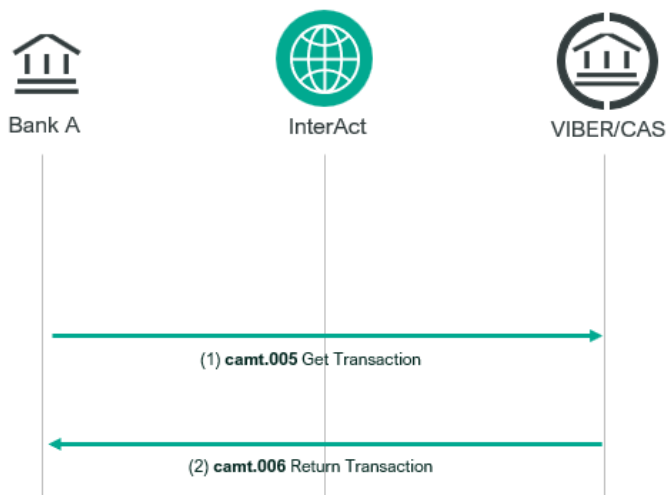 Bank A
InterAct
VIBER/CAS
(1) camt.005 Get Transaction
(2) camt.006 Return Transaction